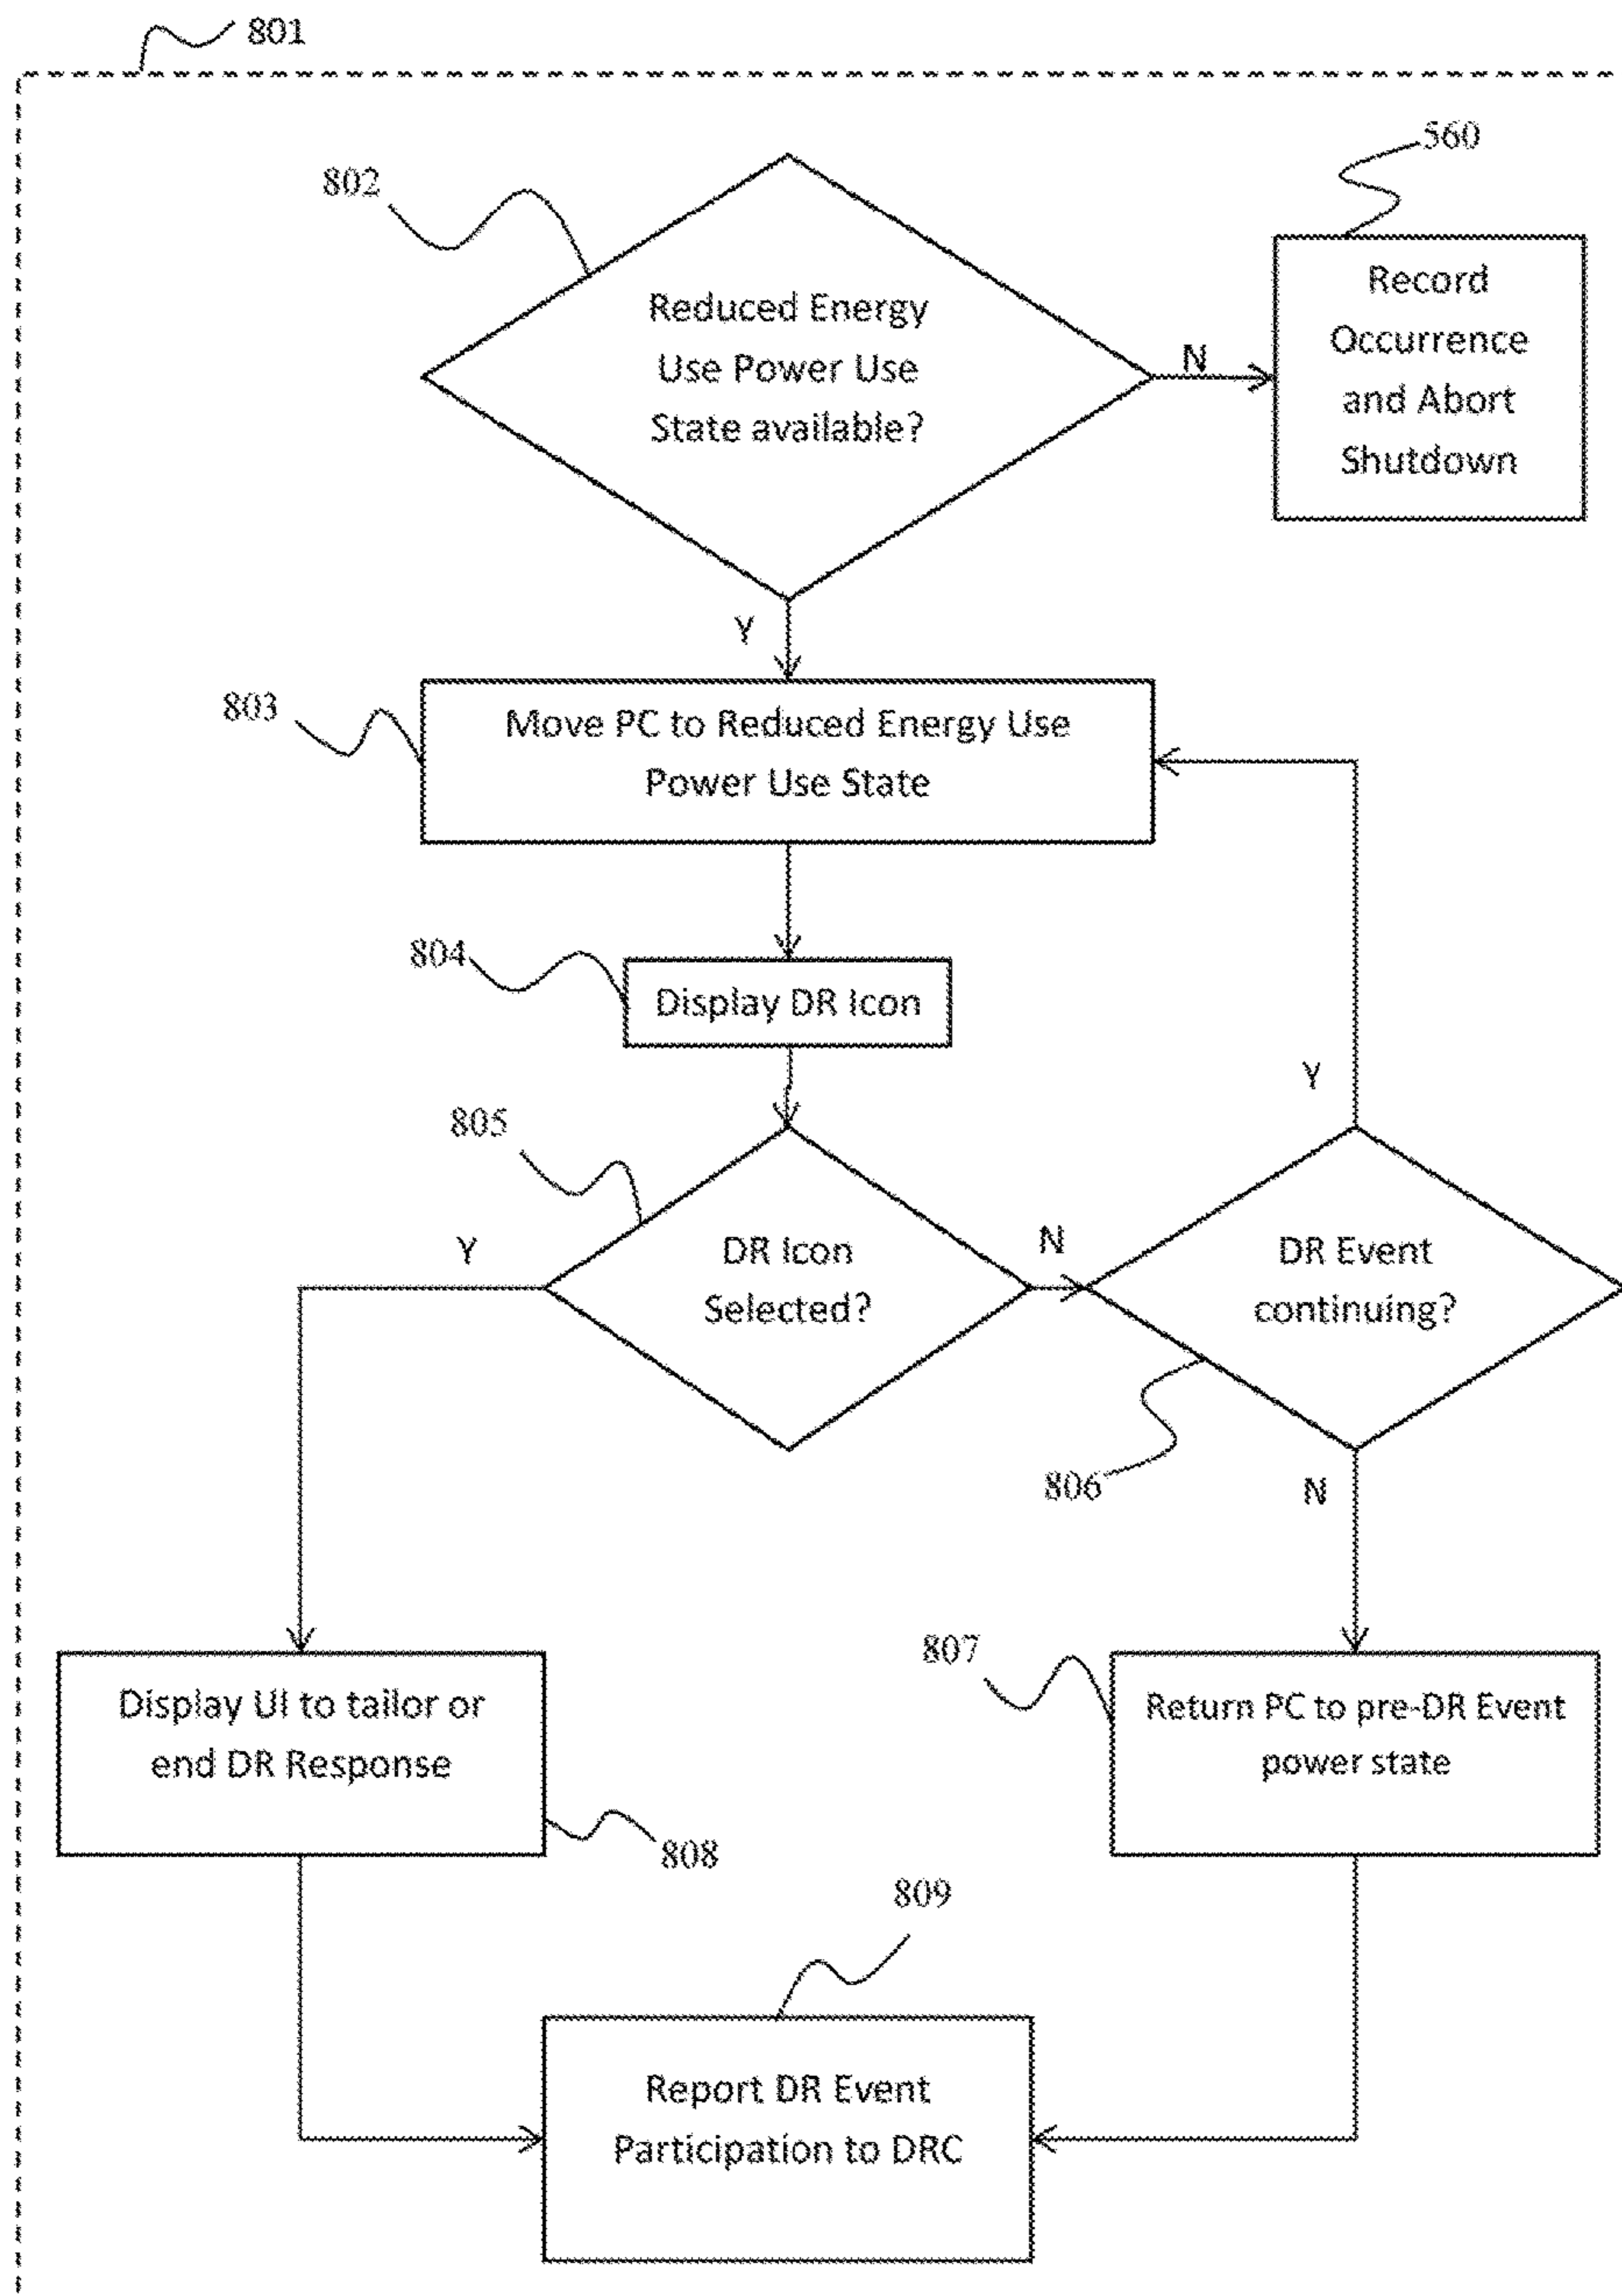 801
560
802
Reduced Energy
Use Power Use
State available?
N
Record
Occurrence
and Abort
Shutdown
Y
803
Move PC to Reduced Energy Use
Power Use State
804
Display DR Icon
Y
805
Y
DR Icon
Selected?
N
DR Event
continuing?
806
N
807
Display UI to tailor or
end DR Response
Return PC to pre-DR Event
power state
808
809
Report DR Event
Participation to DRC